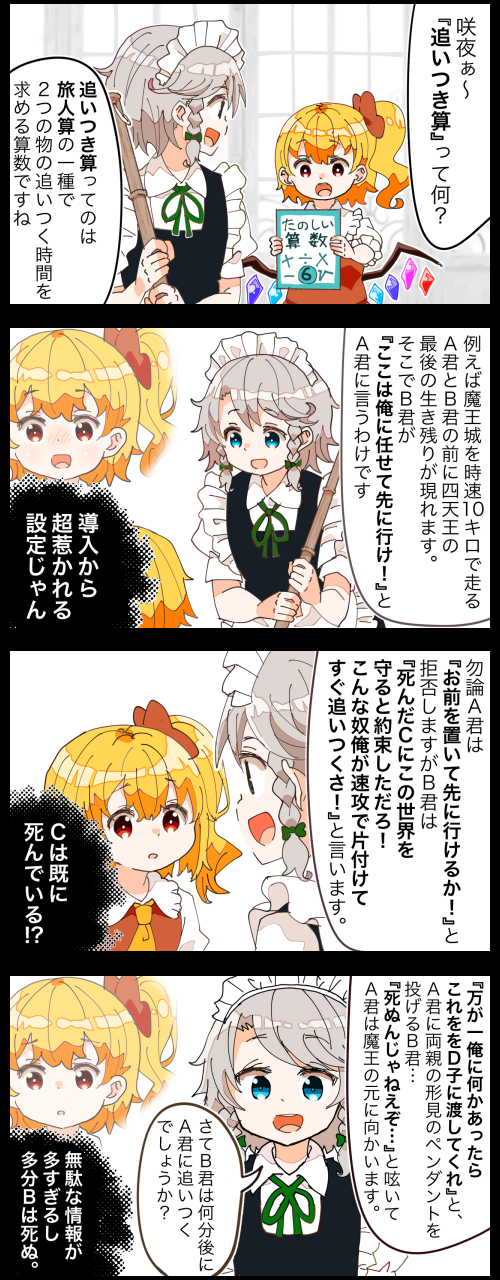 咲夜ぁ～
『追いつき算』って何？
たのしい
算数
＋÷×
－⑥√
追いつき算ってのは
旅人算の一種で
２つの物の追いつく時間を
求める算数ですね
例えば魔王城を時速10キロで走る
A君とB君の前に四天王の
最後の生き残りが現れます。
そこでB君が
『ここは俺に任せて先に行け！』と
A君に言うわけです
導入から
超惹かれる
設定じゃん
勿論A君は
『お前を置いて先に行けるか！』と
拒否しますがB君は
『死んだCにこの世界を
守ると約束しただろ！
こんな奴俺が速攻で片付けて
すぐ追いつくさ！』と言います。
Cは既に
死んでいる!?
『万が一俺に何かあったら
これををD子に渡してくれ』と、
A君に両親の形見のペンダントを
投げるB君…
『死ぬんじゃねえぞ…』と呟いて
A君は魔王の元に向かいます。
さてB君は何分後に
A君に追いつく
でしょうか？
無駄な情報が
多すぎるし
多分Bは死ぬ。